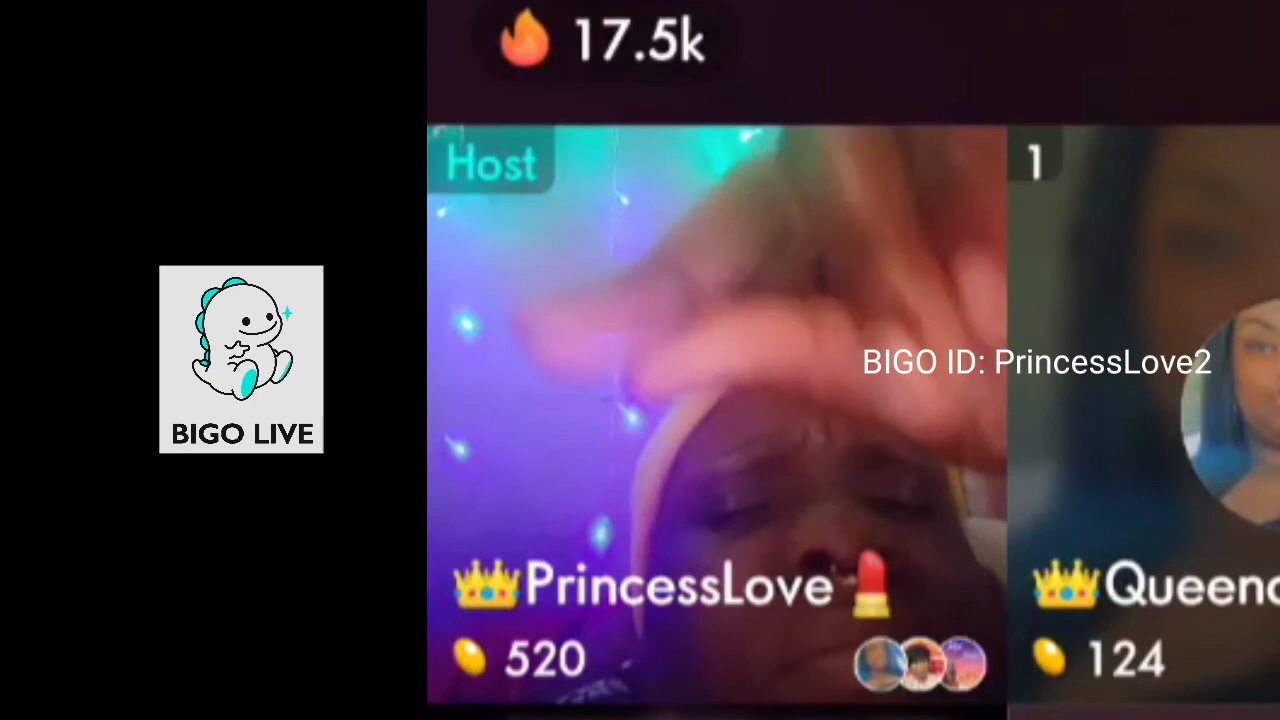 17.5k
Host
1
BIGO ID: PrincessLove2
BIGO LIVE
👑PrincessLove💄
520
124